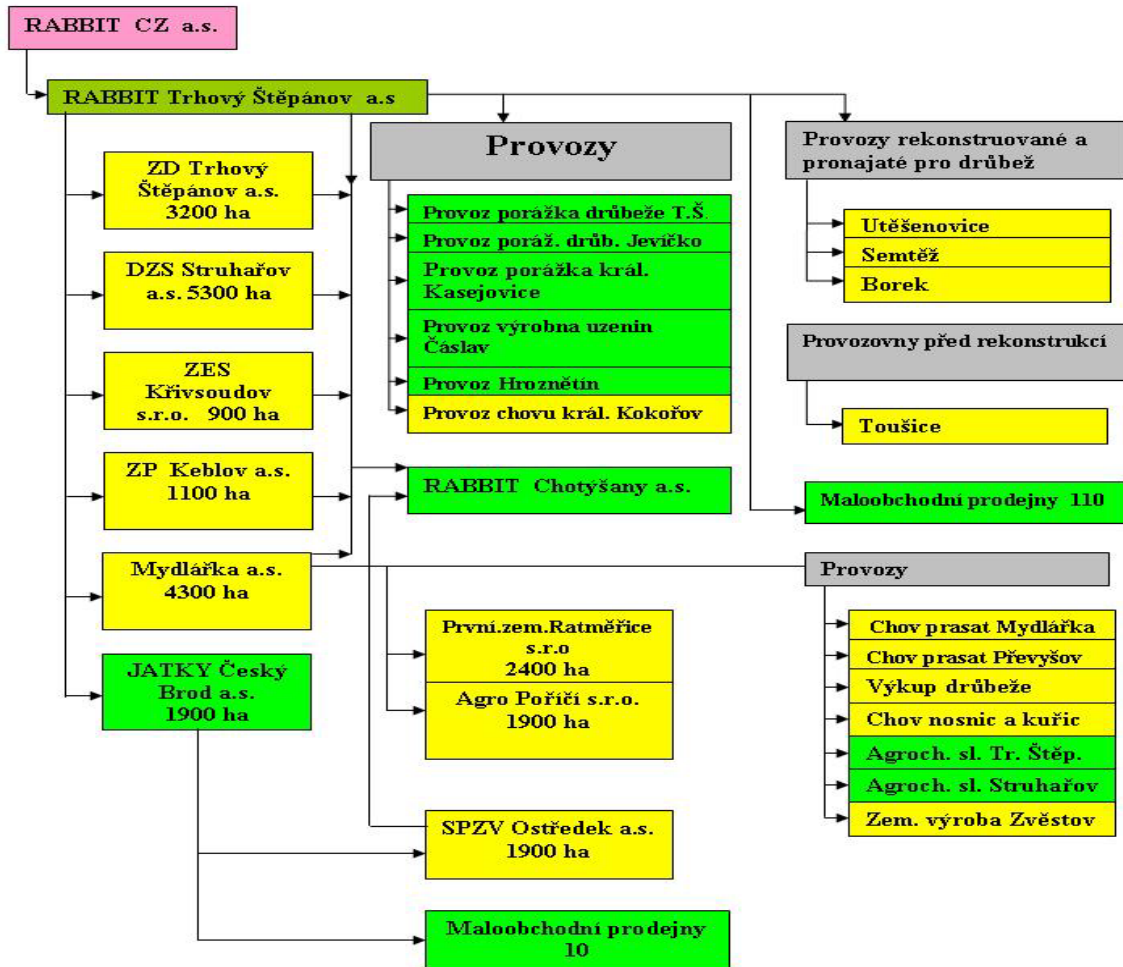 RABBIT CZ a.s.
RABBIT Trhový Štěpánov a.s
ZD Trhový
Štěpánov a.s.
3200 ha
DZS Struhařov
a.s. 5300 ha
ZES
Křivsoudov
s.r.o. 900 ha
ZP Keblov a.s.
1100 ha
Mydlářka a.s.
4300 ha
JATKY Český
Brod a.s.
1900 ha
Provozy
Provoz porážka drůbeže T.Š.
Provoz poráž. drůb. Jevíčko
Provoz porážka král.
Kasejovice
Provoz výrobna uzenin
Čáslav
Provoz Hroznětín
Provoz chovu král. Kokořov
RABBIT Chotýšany a.s.
První.zem.Ratměřice
s.r.o
2400 ha
Agro Poříčí s.r.o.
1900 ha
SPZV Ostředek a.s.
1900 ha
Maloobchodní prodejny
10
Provozy rekonstruované a
pronajaté pro drůbež
Utěšenovice
Semtěž
Borek
Provozovny před rekonstrukcí
Toušice
Maloobchodní prodejny 110
Provozy
Chov prasat Mydlářka
Chov prasat Převyšov
Výkup drůbeže
Chov nosnic a kuřic
Agroch. sl. Tr. Štěp.
Agroch. sl. Struhařov
Zem. výroba Zvěstov